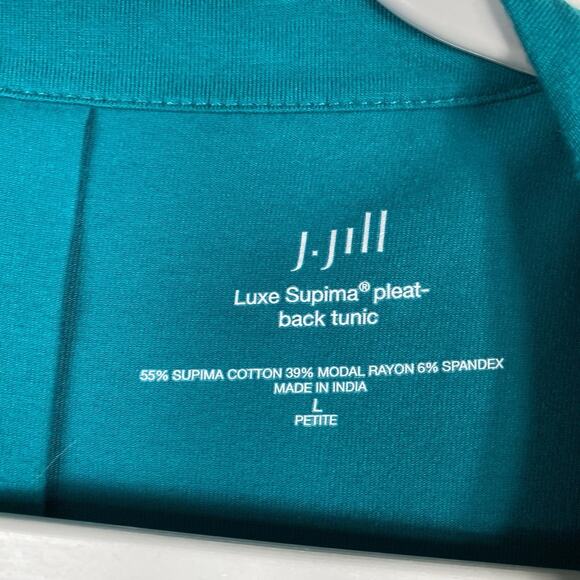 J.Jill
Luxe Supima® pleat-
back tunic
55% SUPIMA COTTON 39% MODAL RAYON 6% SPANDEX
MADE IN INDIA
L
PETITE